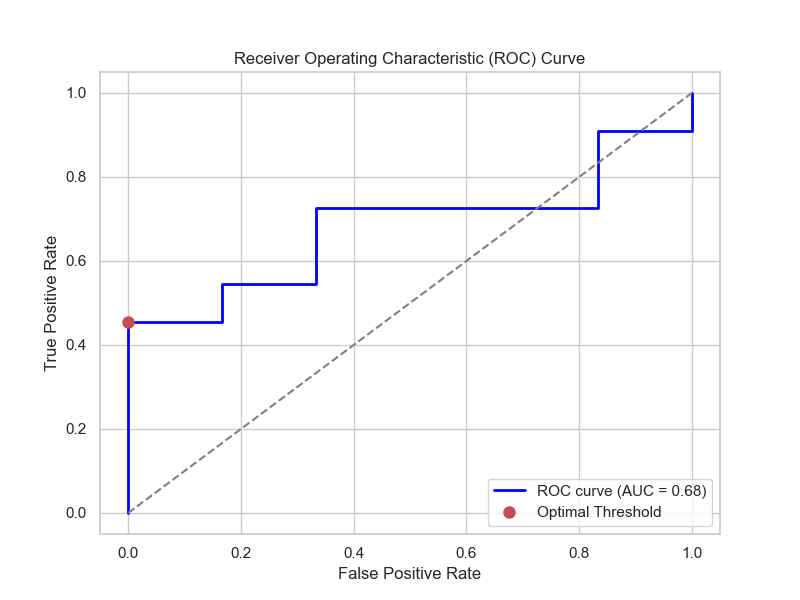 Receiver Operating Characteristic (ROC) Curve
True Positive Rate
1.0
0.8
0.6
0.4
0.2
0.0
ROC curve (AUC = 0.68)
Optimal Threshold
0.0 0.2 0.4 0.6 0.8 1.0
False Positive Rate